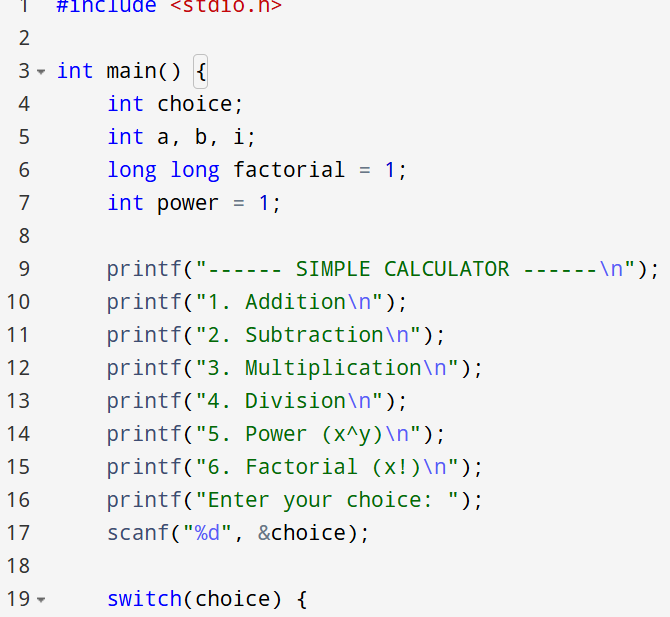 1 #include <stdio.h>
2
3 int main() {
4     int choice;
5     int a, b, i;
6     long long factorial = 1;
7     int power = 1;
8
9     printf("------ SIMPLE CALCULATOR ------\n");
10     printf("1. Addition\n");
11     printf("2. Subtraction\n");
12     printf("3. Multiplication\n");
13     printf("4. Division\n");
14     printf("5. Power (x^y)\n");
15     printf("6. Factorial (x!)\n");
16     printf("Enter your choice: ");
17     scanf("%d", &choice);
18
19     switch(choice) {